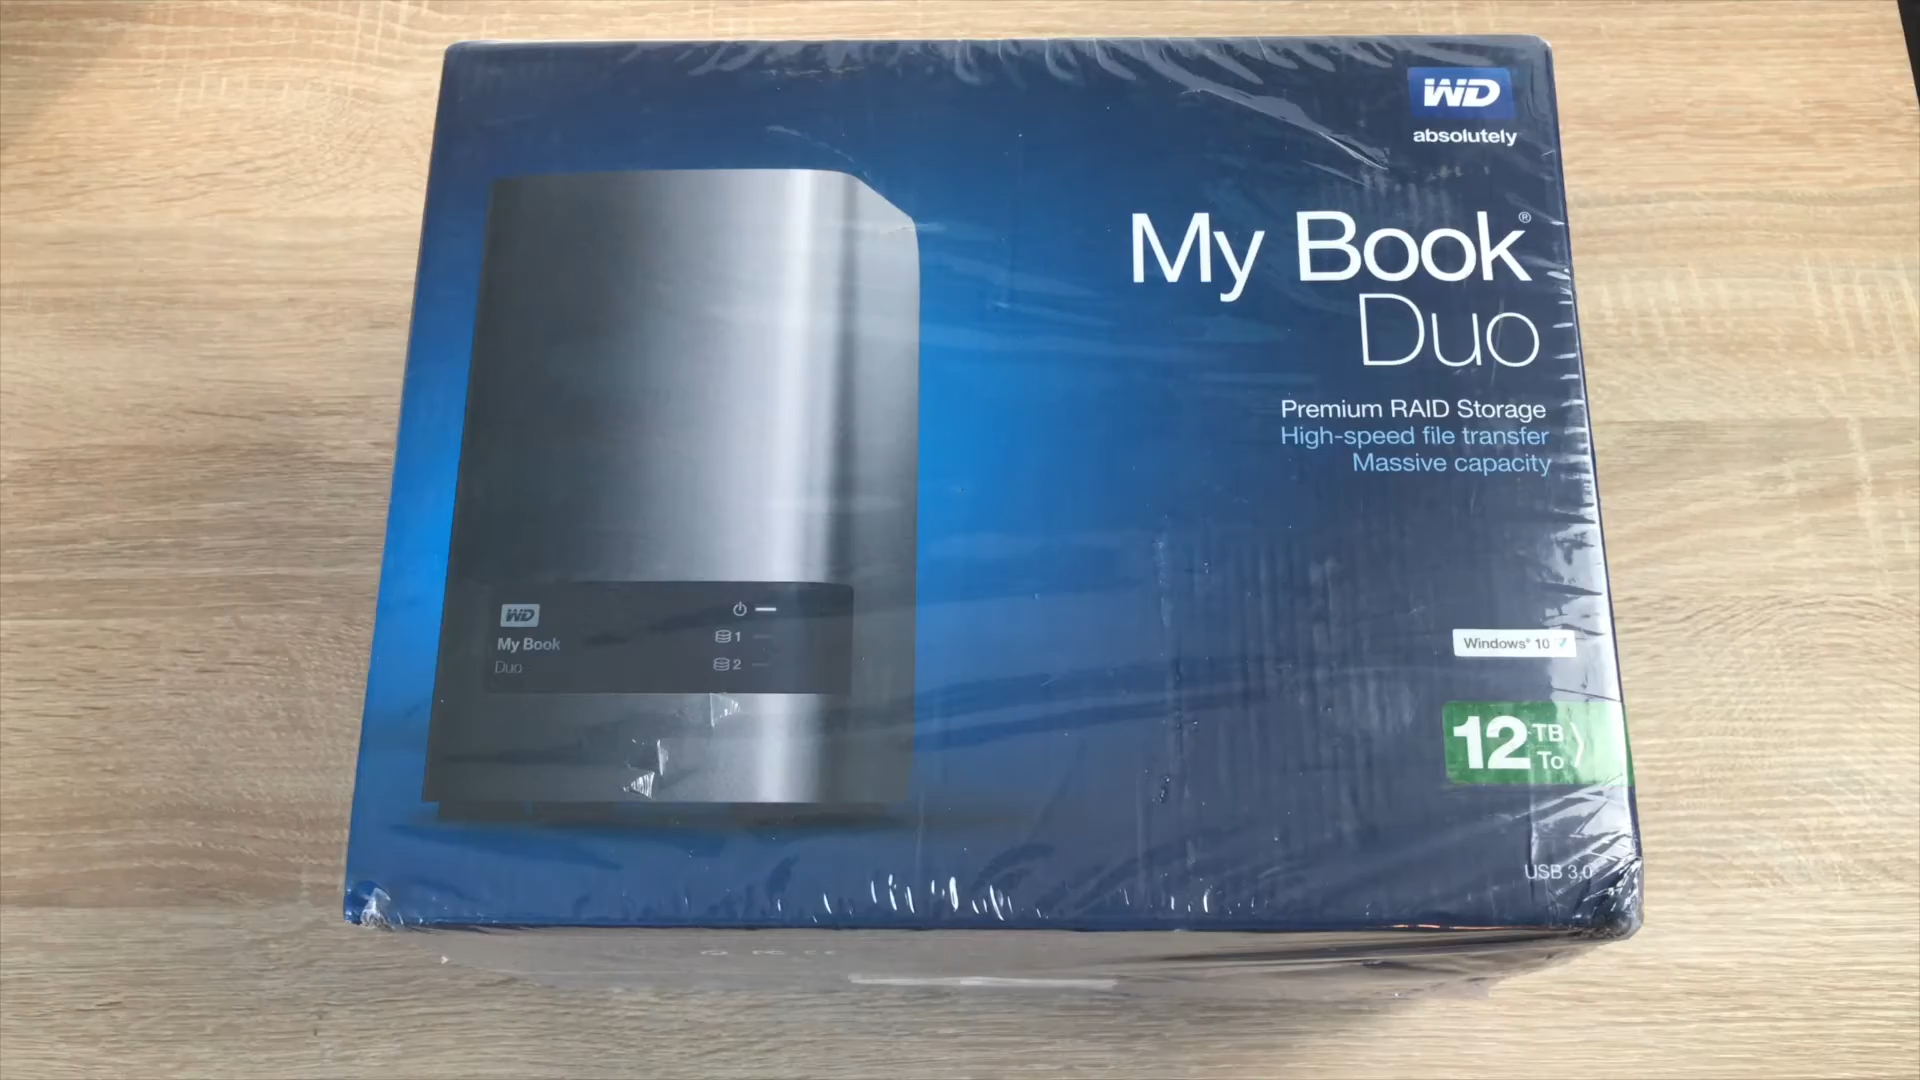 WD
absolutely
My Book®
Duo
Premium RAID Storage
High-speed file transfer
Massive capacity
WD
My Book
Duo
1
2
Windows® 10
12 TB
To
USB 3.0